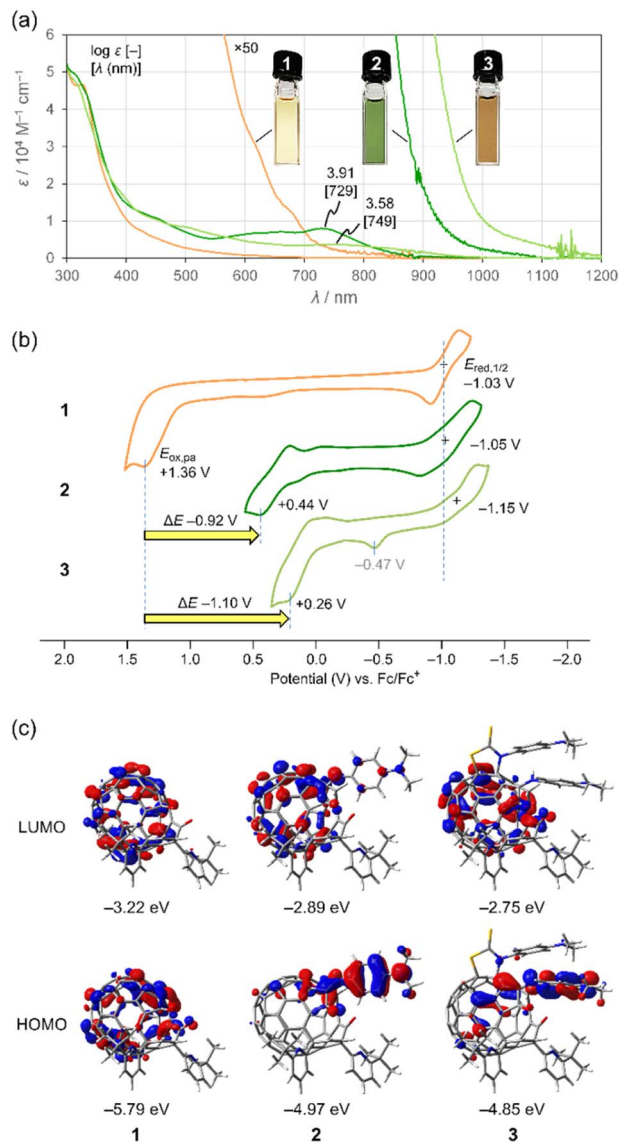 (a)
log ε [–]
[λ (nm)]
×50
1
2
3
3.91
[729]
3.58
[749]
ε / 10⁴ M⁻¹ cm⁻¹
6
5
4
3
2
1
0
300 400 500 600 700 800 900 1000 1100 1200
λ / nm
(b)
1
E_red,1/2
–1.03 V
E_ox,pa
+1.36 V
2
–1.05 V
ΔE –0.92 V
+0.44 V
3
–1.15 V
–0.47 V
ΔE –1.10 V
+0.26 V
2.0 1.5 1.0 0.5 0.0 –0.5 –1.0 –1.5 –2.0
Potential (V) vs. Fc/Fc⁺
(c)
LUMO
–3.22 eV –2.89 eV –2.75 eV
HOMO
–5.79 eV –4.97 eV –4.85 eV
1 2 3